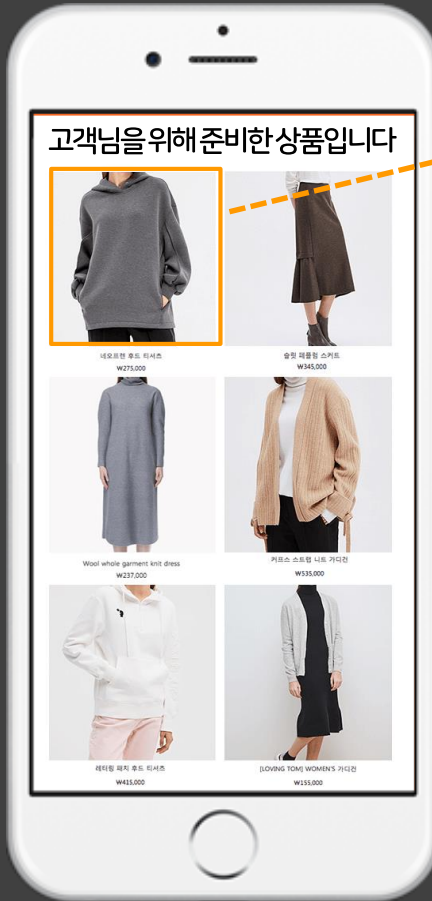 고객님을 위해 준비한 상품입니다
네오프렌 후드 티셔츠
₩275,000
슬릿 패플럼 스커트
₩345,000
Wool whole garment knit dress
₩237,000
커프스 스트랩 니트 가디건
₩535,000
레터링 패치 후드 티셔츠
₩415,000
[LOVING TOM] WOMEN'S 가디건
₩155,000